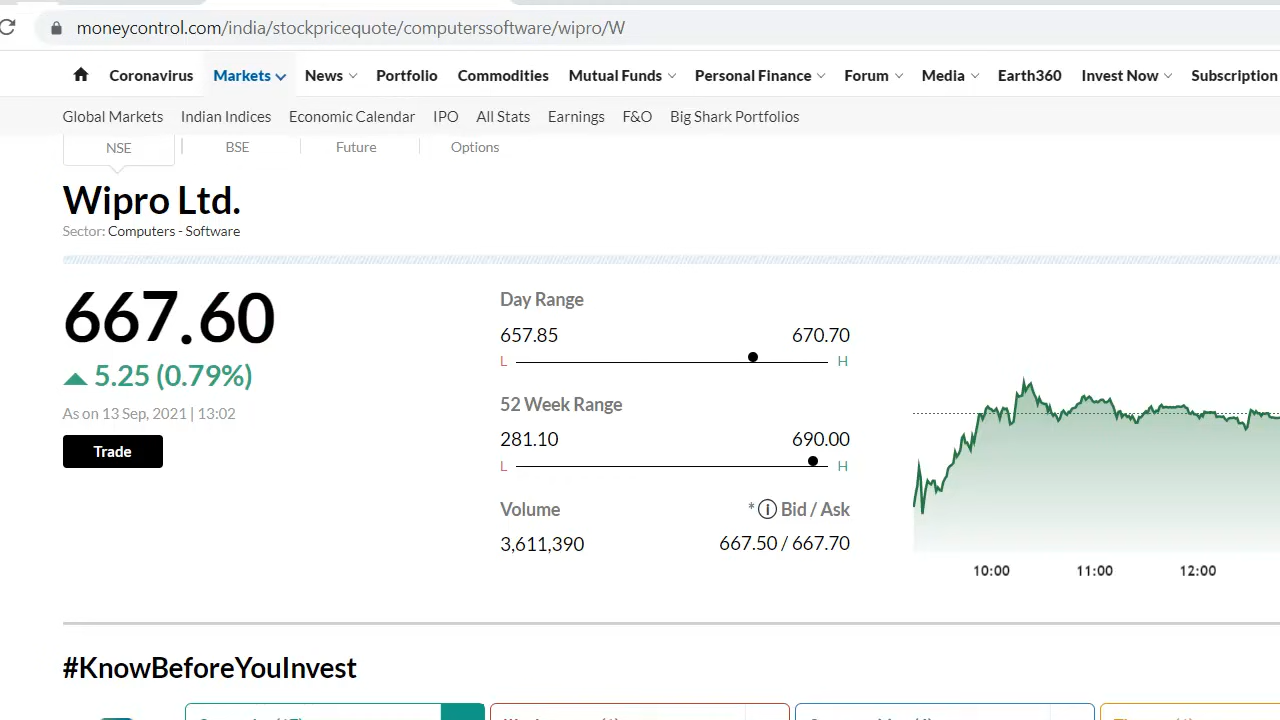 moneycontrol.com/india/stockpricequote/computerssoftware/wipro/W
Coronavirus Markets News Portfolio Commodities Mutual Funds Personal Finance Forum Media Earth360 Invest Now Subscription
Global Markets Indian Indices Economic Calendar IPO All Stats Earnings F&O Big Shark Portfolios
NSE BSE Future Options
Wipro Ltd.
Sector: Computers - Software
667.60
5.25 (0.79%)
As on 13 Sep, 2021 | 13:02
Trade
Day Range
657.85 670.70
L H
52 Week Range
281.10 690.00
L H
Volume * i Bid / Ask
3,611,390 667.50 / 667.70
10:00 11:00 12:00
#KnowBeforeYouInvest